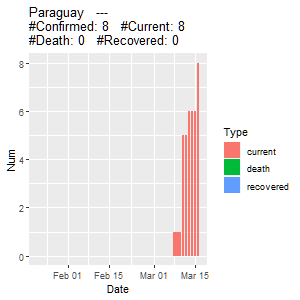 Paraguay   ---
#Confirmed: 8   #Current: 8
#Death: 0   #Recovered: 0
8
6
4
2
0
Num
Feb 01 Feb 15 Mar 01 Mar 15
Date
Type
current
death
recovered